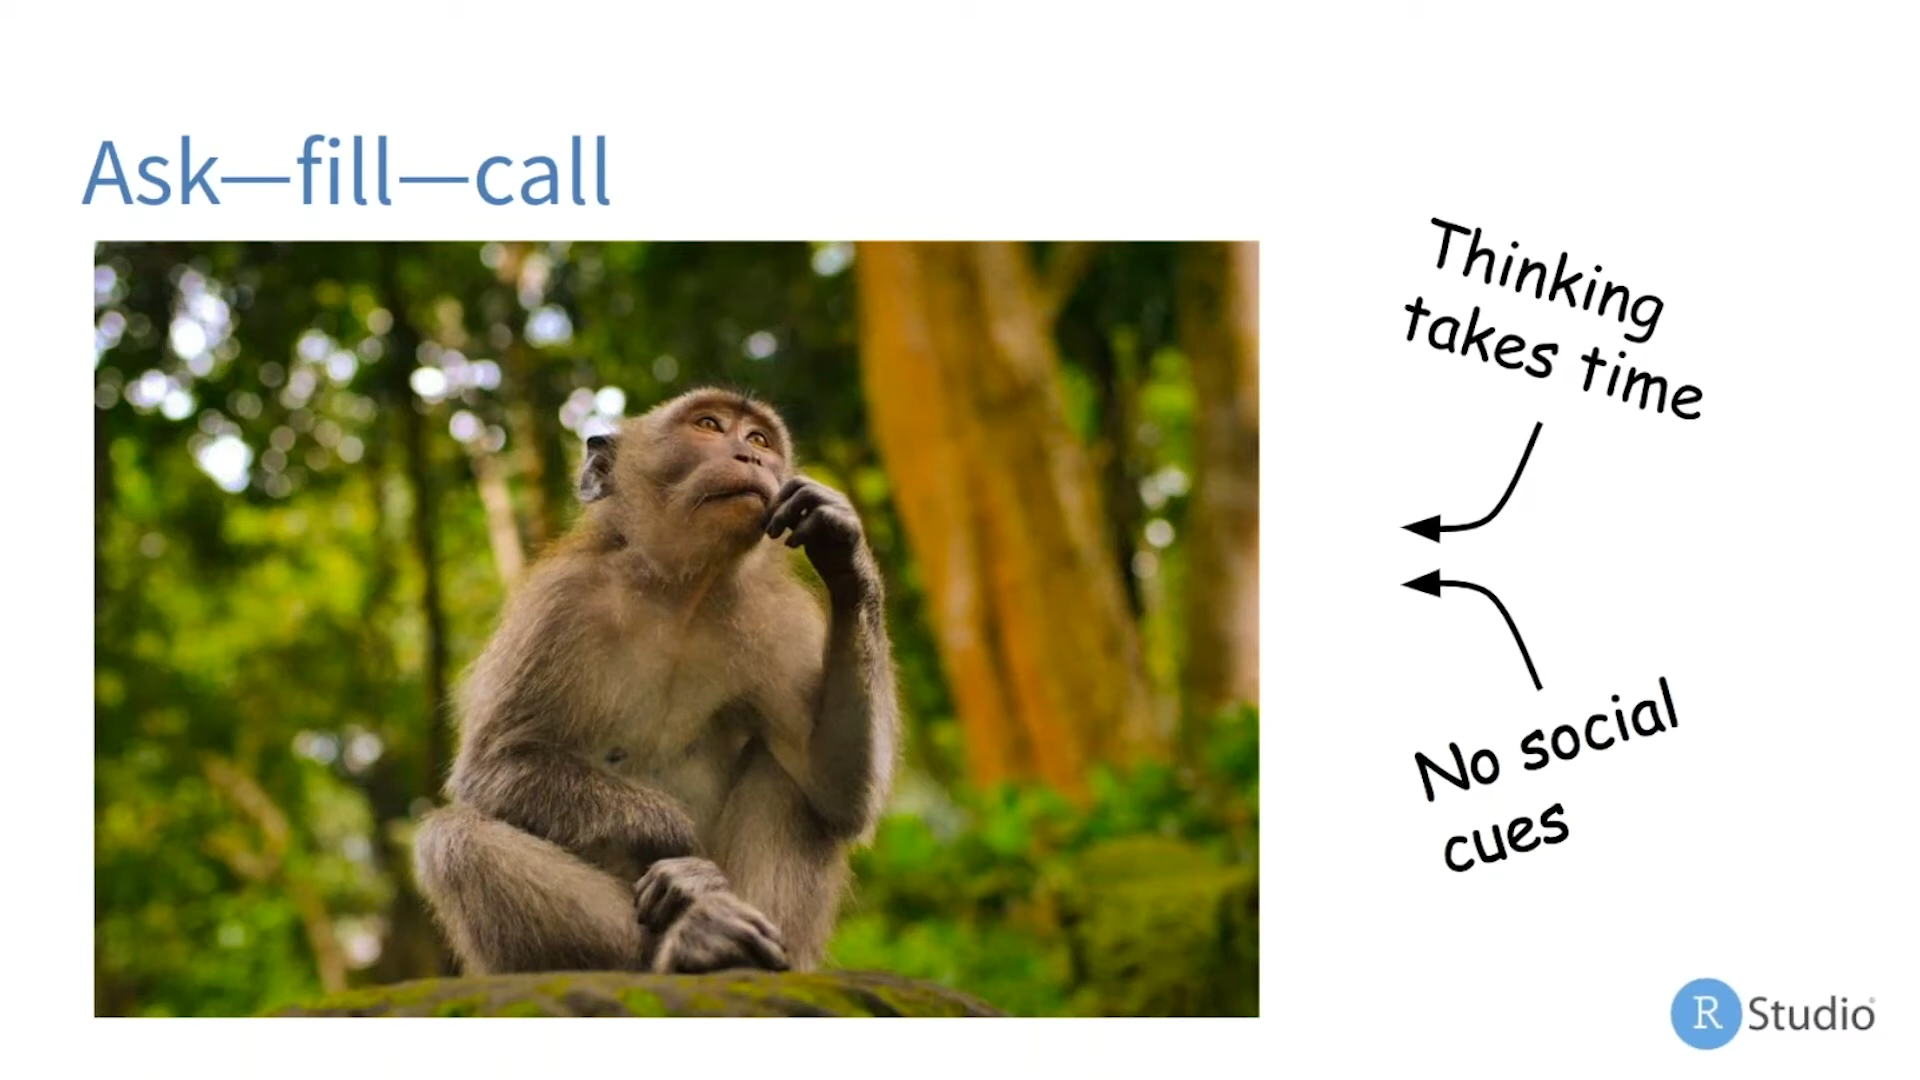 Ask—fill—call
Thinking
takes time
No social
cues
R Studio